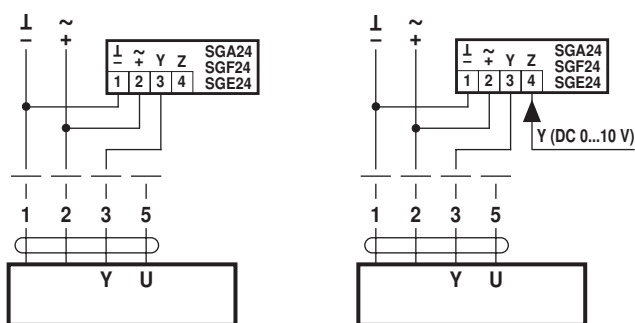 ⊥ ~
– +
⊥ ~ Y Z SGA24
– + SGF24
1 2 3 4 SGE24
1 2 3 5
Y U
⊥ ~
– +
⊥ ~ Y Z SGA24
– + SGF24
1 2 3 4 SGE24
Y (DC 0...10 V)
1 2 3 5
Y U